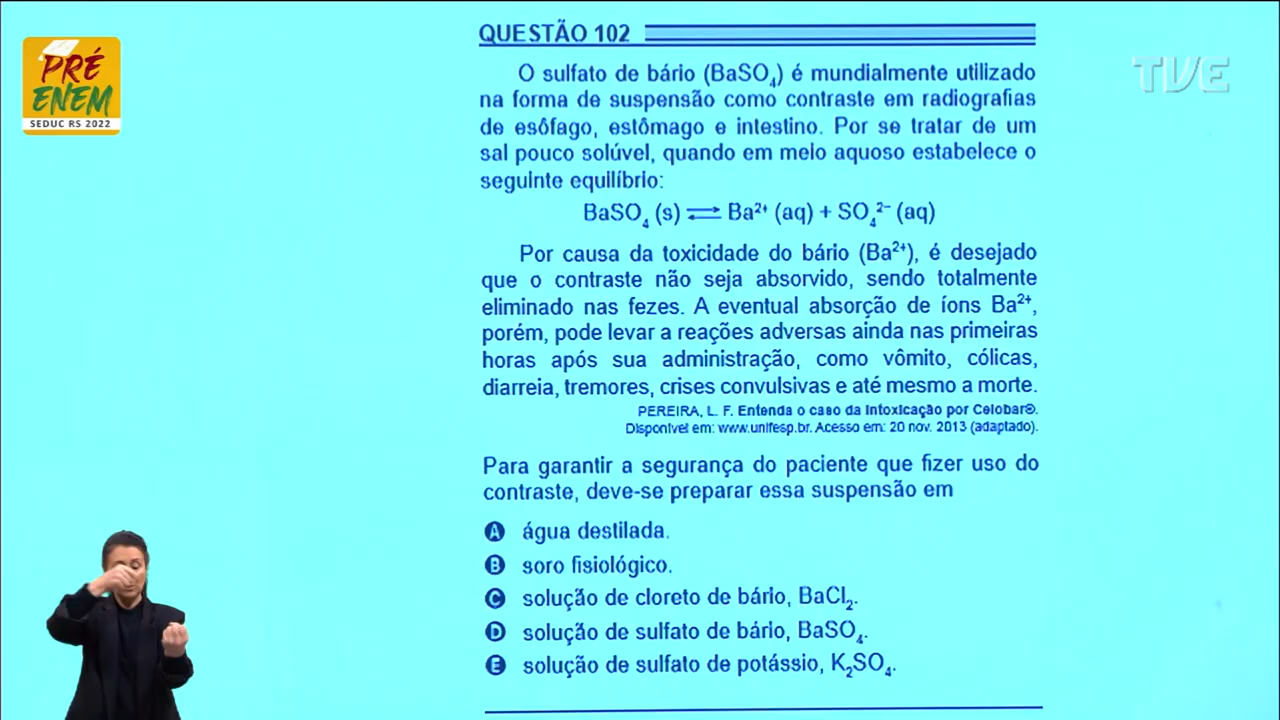 PRÉ
ENEM
SEDUC RS 2022
TVE
QUESTÃO 102
O sulfato de bário (BaSO₄) é mundialmente utilizado
na forma de suspensão como contraste em radiografias
de esôfago, estômago e intestino. Por se tratar de um
sal pouco solúvel, quando em meio aquoso estabelece o
seguinte equilíbrio:
BaSO₄ (s) ⇌ Ba²⁺ (aq) + SO₄²⁻ (aq)
Por causa da toxicidade do bário (Ba²⁺), é desejado
que o contraste não seja absorvido, sendo totalmente
eliminado nas fezes. A eventual absorção de íons Ba²⁺,
porém, pode levar a reações adversas ainda nas primeiras
horas após sua administração, como vômito, cólicas,
diarreia, tremores, crises convulsivas e até mesmo a morte.
PEREIRA, L. F. Entenda o caso da intoxicação por Celobar®.
Disponível em: www.unifesp.br. Acesso em: 20 nov. 2013 (adaptado).
Para garantir a segurança do paciente que fizer uso do
contraste, deve-se preparar essa suspensão em
A água destilada.
B soro fisiológico.
C solução de cloreto de bário, BaCl₂.
D solução de sulfato de bário, BaSO₄.
E solução de sulfato de potássio, K₂SO₄.